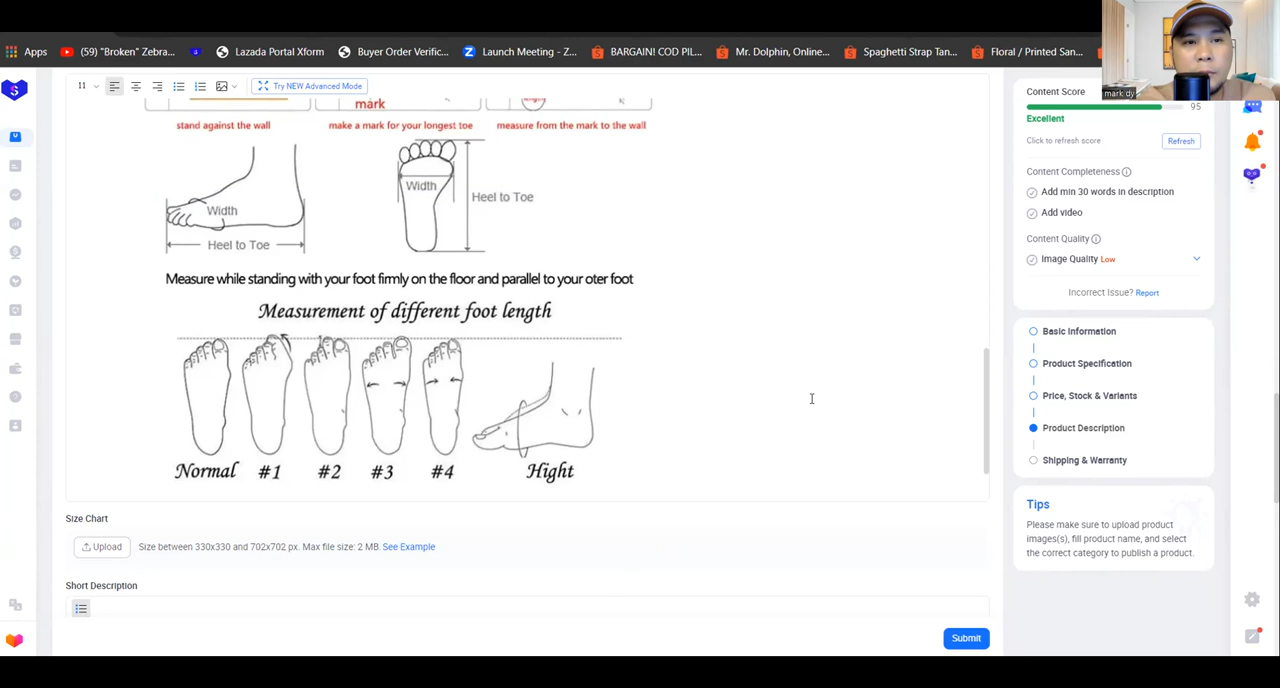 Apps
(59) "Broken" Zebra...
Lazada Portal Xform
Buyer Order Verific...
Launch Meeting - Z...
BARGAIN! COD PIL...
Mr. Dolphin, Online...
Spaghetti Strap Tan...
Floral / Printed San...
mark dy
11
Try NEW Advanced Mode
mark
stand against the wall
make a mark for your longest toe
measure from the mark to the wall
Width
Heel to Toe
Width
Heel to Toe
Measure while standing with your foot firmly on the floor and parallel to your oter foot
Measurement of different foot length
Normal #1 #2 #3 #4 Hight
Size Chart
Upload
Size between 330x330 and 702x702 px. Max file size: 2 MB. See Example
Short Description
Submit
Content Score
95
Excellent
Click to refresh score
Refresh
Content Completeness
Add min 30 words in description
Add video
Content Quality
Image Quality Low
Incorrect Issue? Report
Basic Information
Product Specification
Price, Stock & Variants
Product Description
Shipping & Warranty
Tips
Please make sure to upload product
images(s), fill product name, and select
the correct category to publish a product.